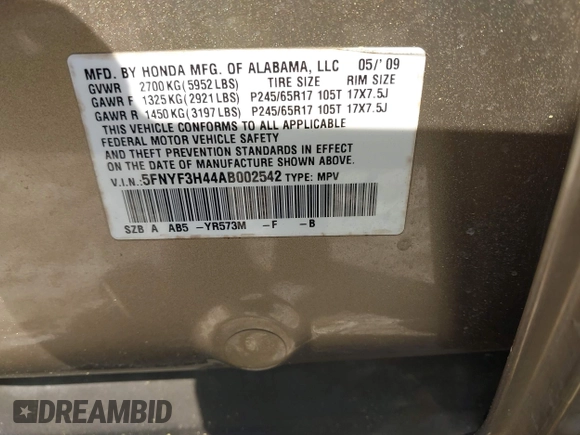 MFD. BY HONDA MFG. OF ALABAMA, LLC 05/'09
GVWR 2700 KG(5952 LBS) TIRE SIZE RIM SIZE
GAWR F 1325 KG(2921 LBS) P245/65R17 105T 17X7.5J
GAWR R 1450 KG(3197 LBS) P245/65R17 105T 17X7.5J
THIS VEHICLE CONFORMS TO ALL APPLICABLE
FEDERAL MOTOR VEHICLE SAFETY
AND THEFT PREVENTION STANDARDS IN EFFECT
ON THE DATE OF MANUFACTURE SHOWN ABOVE.
V.I.N.:5FNYF3H44AB002542 TYPE: MPV
SZB A AB5 -YR573M -F -B
DREAMBID